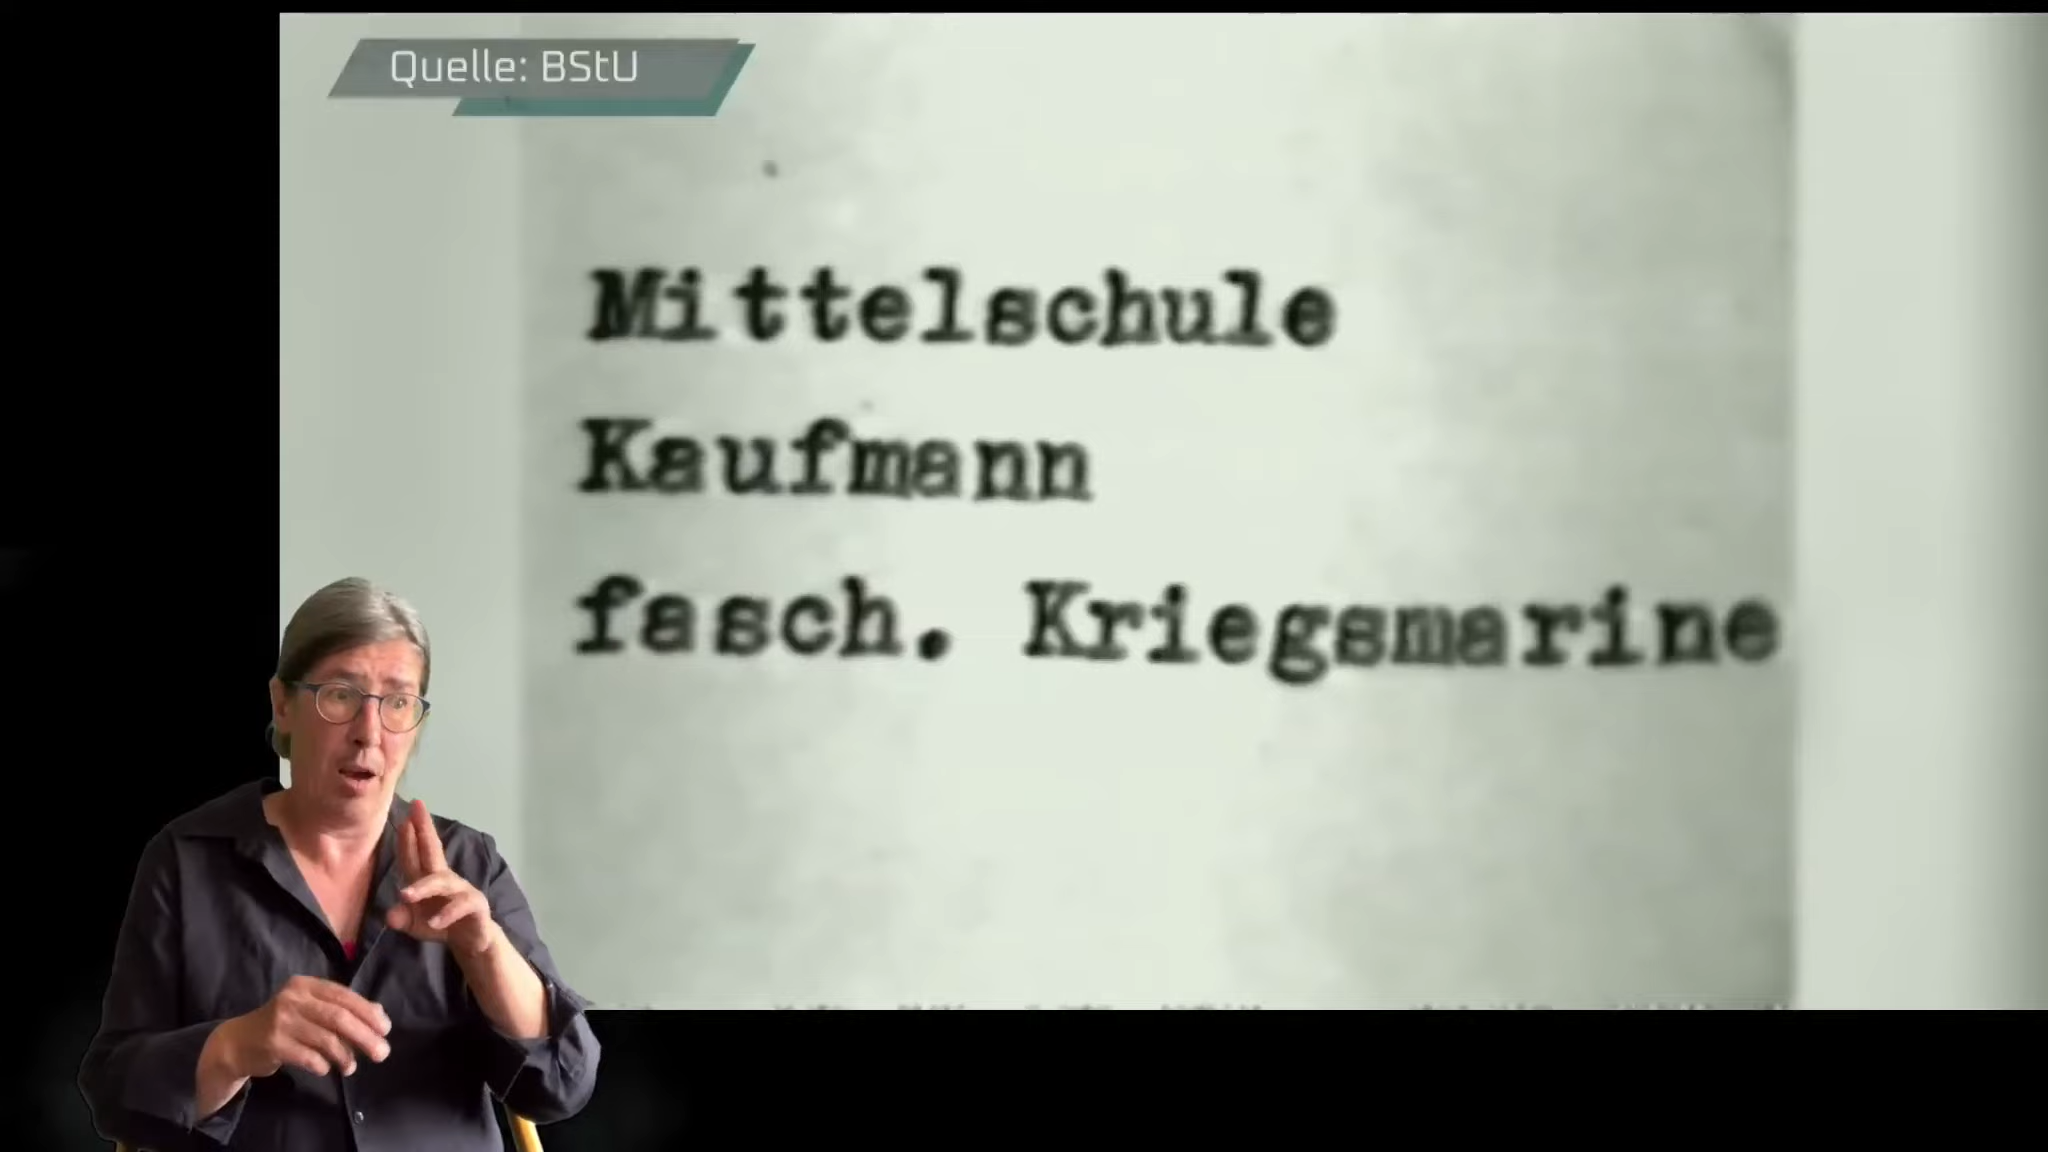 Quelle: BStU
Mittelschule
Kaufmann
fasch. Kriegsmarine